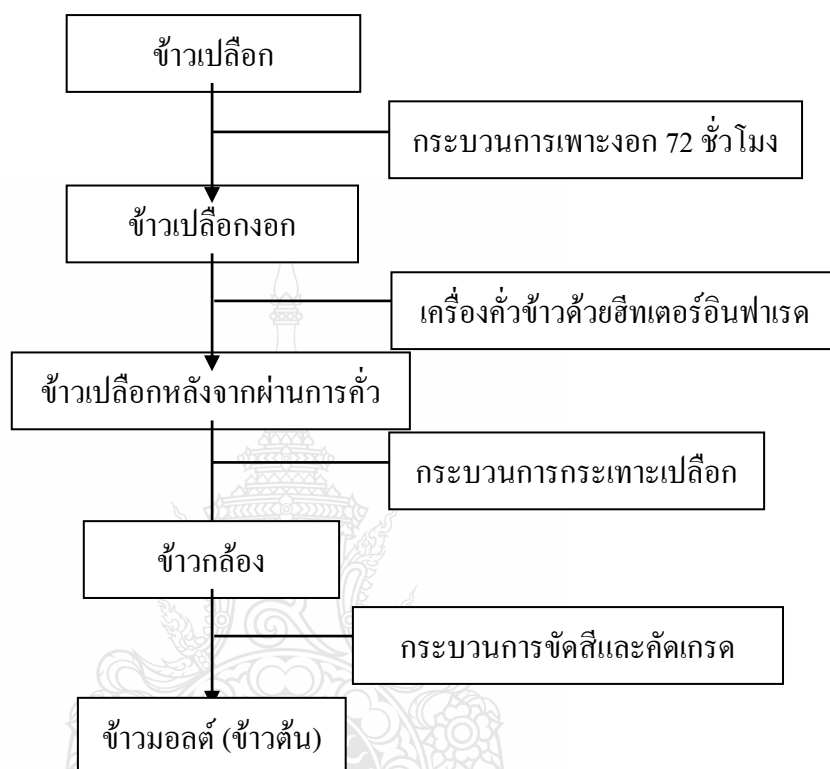 ข้าวเปลือก
กระบวนการเพาะงอก 72 ชั่วโมง
ข้าวเปลือกงอก
เครื่องคั่วข้าวด้วยฮีทเตอร์อินฟาเรด
ข้าวเปลือกหลังจากผ่านการคั่ว
กระบวนการกระเทาะเปลือก
ข้าวกล้อง
กระบวนการขัดสีและคัดเกรด
ข้าวมอลต์ (ข้าวต้น)